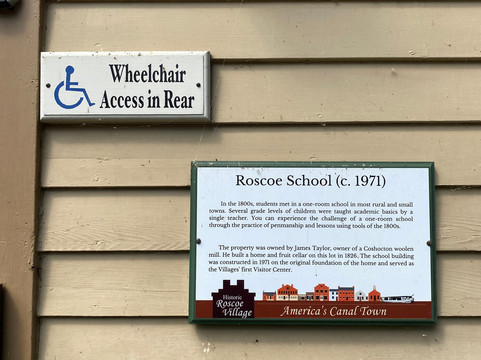 Wheelchair
Access in Rear
Roscoe School (c. 1971)
In the 1800s, students met in a one-room school in most rural and small
towns. Several grade levels of children were taught academic basics by a
single teacher. You can experience the challenge of a one-room school
through the practice of penmanship and lessons using tools of the 1800s.
The property was owned by James Taylor, owner of a Coshocton woolen
mill. He built a home and fruit cellar on this lot in 1826. The school building
was constructed in 1971 on the original foundation of the home and served as
the Villages' first Visitor Center.
Historic
Roscoe
Village
America's Canal Town